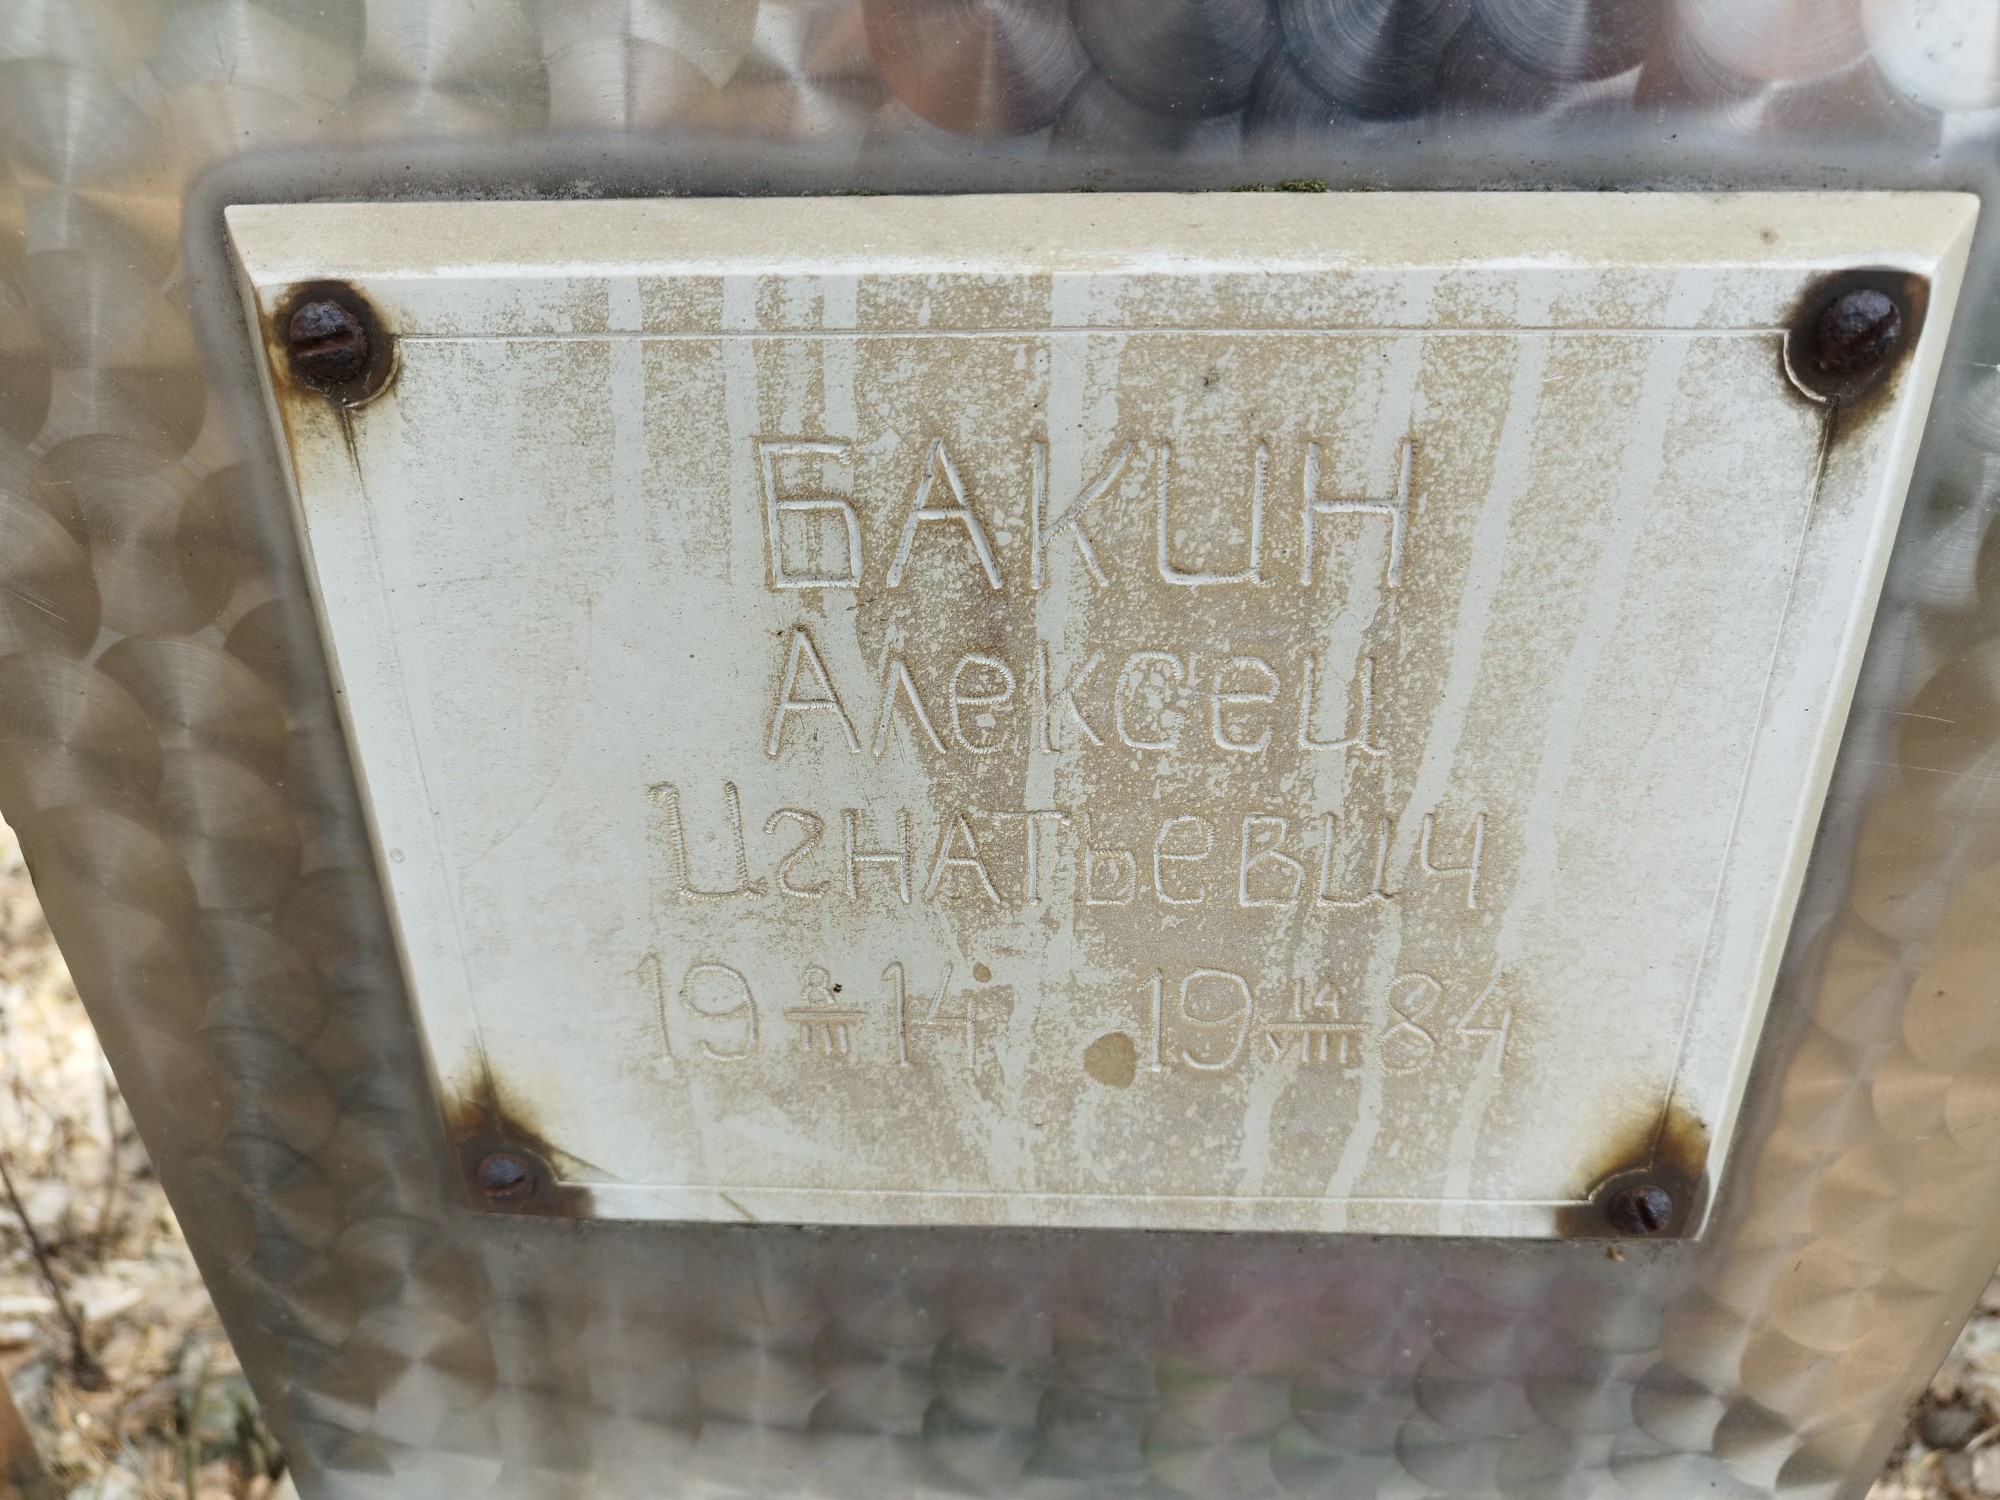 БАКИН
Алексей
Игнатьевич
19 8/III 14 19 14/VIII 84